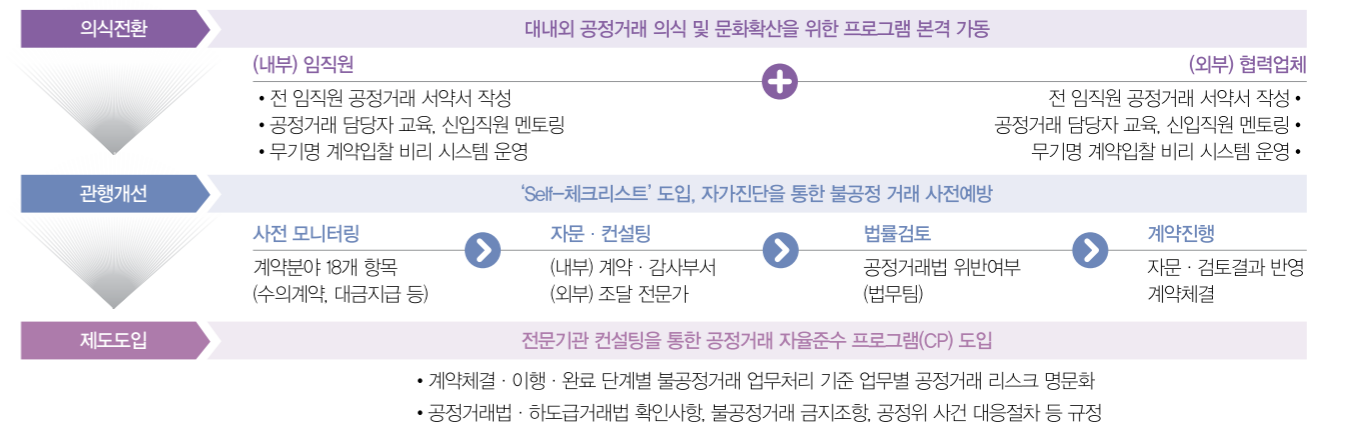 의식전환
대내외 공정거래 의식 및 문화확산을 위한 프로그램 본격 가동
(내부) 임직원
• 전 임직원 공정거래 서약서 작성
• 공정거래 담당자 교육, 신입직원 멘토링
• 무기명 계약입찰 비리 시스템 운영
(외부) 협력업체
전 임직원 공정거래 서약서 작성 •
공정거래 담당자 교육, 신입직원 멘토링 •
무기명 계약입찰 비리 시스템 운영 •
관행개선
‘Self-체크리스트’ 도입, 자가진단을 통한 불공정 거래 사전예방
사전 모니터링
계약분야 18개 항목
(수의계약, 대금지급 등)
자문 · 컨설팅
(내부) 계약 · 감사부서
(외부) 조달 전문가
법률검토
공정거래법 위반여부
(법무팀)
계약진행
자문 · 검토결과 반영
계약체결
제도도입
전문기관 컨설팅을 통한 공정거래 자율준수 프로그램(CP) 도입
• 계약체결 · 이행 · 완료 단계별 불공정거래 업무처리 기준 업무별 공정거래 리스크 명문화
• 공정거래법 · 하도급거래법 확인사항, 불공정거래 금지조항, 공정위 사건 대응절차 등 규정